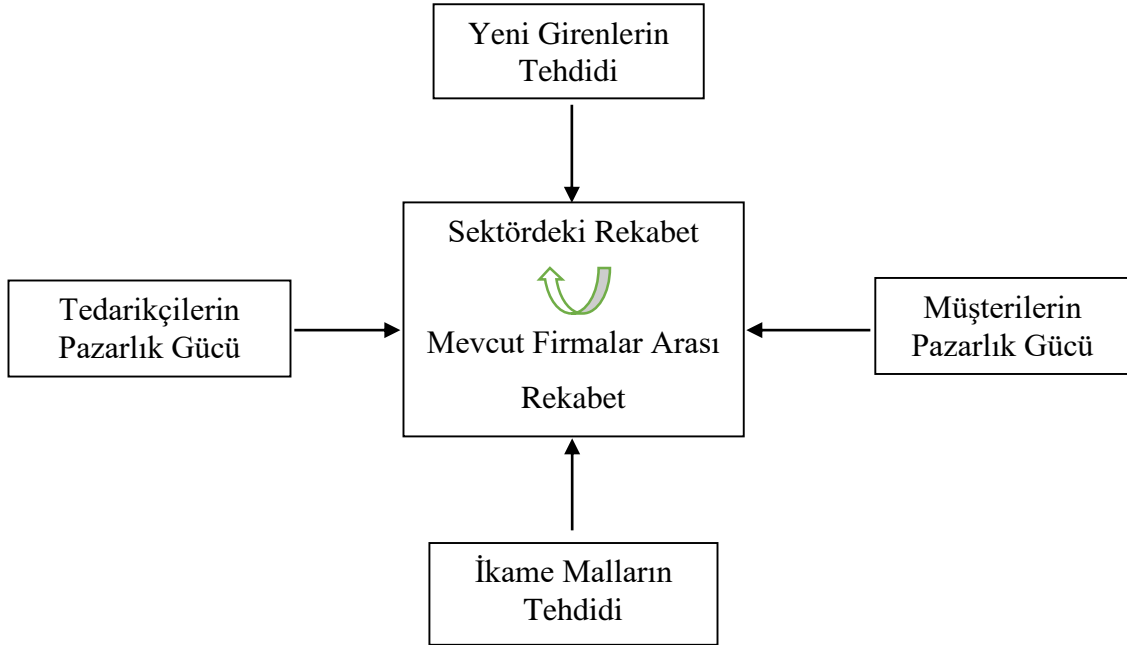 Yeni Girenlerin
Tehdidi
Sektördeki Rekabet
Mevcut Firmalar Arası
Rekabet
Tedarikçilerin
Pazarlık Gücü
Müşterilerin
Pazarlık Gücü
İkame Malların
Tehdidi